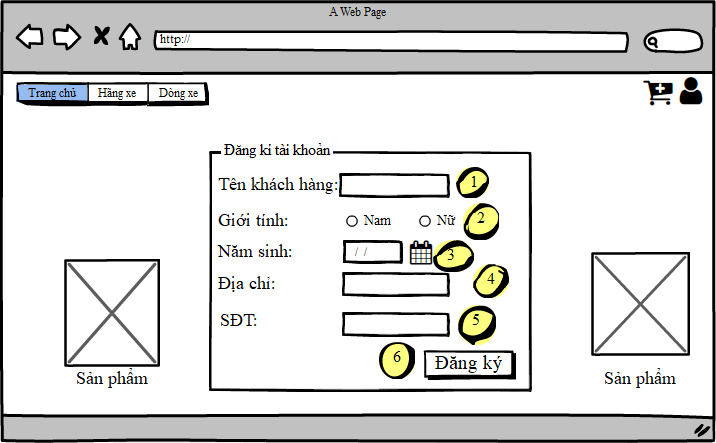 A Web Page
http://
Trang chủ Hãng xe Dòng xe
Đăng kí tài khoản
Tên khách hàng: 1
Giới tính: Nam Nữ 2
Năm sinh: / / 3
Địa chỉ: 4
SĐT: 5
6 Đăng ký
Sản phẩm Sản phẩm